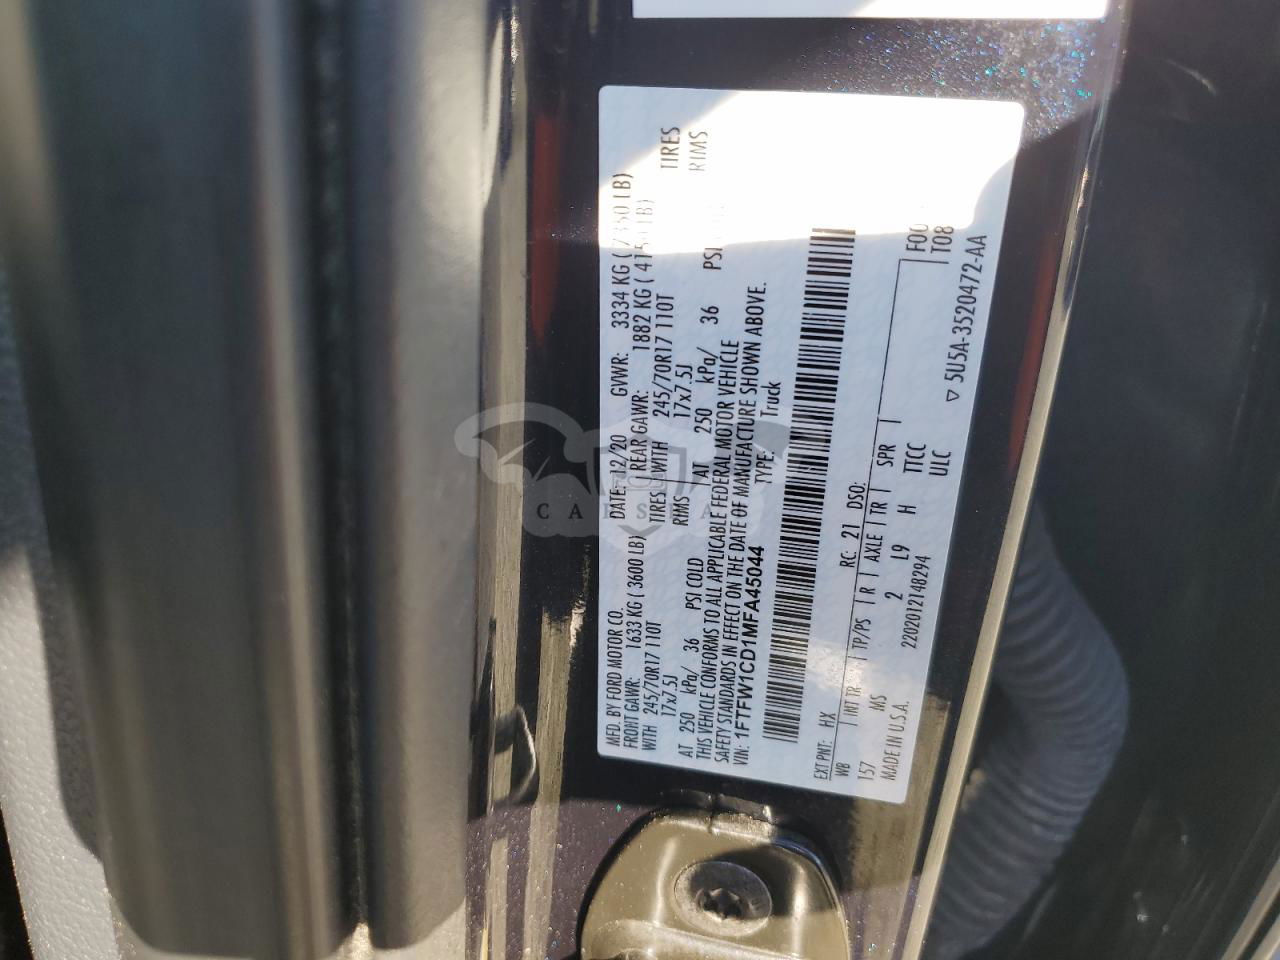 MFD. BY FORD MOTOR CO. DATE: 12/20 GVWR: 3334 KG ( 7350 LB)
FRONT GAWR: 1633 KG ( 3600 LB) REAR GAWR: 1882 KG ( 4150 LB)
WITH 245/70R17 110T TIRES WITH 245/70R17 110T TIRES
17x7.5J RIMS 17x7.5J RIMS
AT 250 kPa/ 36 PSI COLD AT 250 kPa/ 36 PSI
THIS VEHICLE CONFORMS TO ALL APPLICABLE FEDERAL MOTOR VEHICLE
SAFETY STANDARDS IN EFFECT ON THE DATE OF MANUFACTURE SHOWN ABOVE.
VIN: 1FTFW1CD1MFA45044 TYPE: Truck
EXT PNT: HX RC: 21 DSO:
WB INT TR TP/PS R AXLE TR SPR
157 MS 2 L9 H TTCC
MADE IN U.S.A. 2202012148294 ULC
▽ 5U5A-3520472-AA